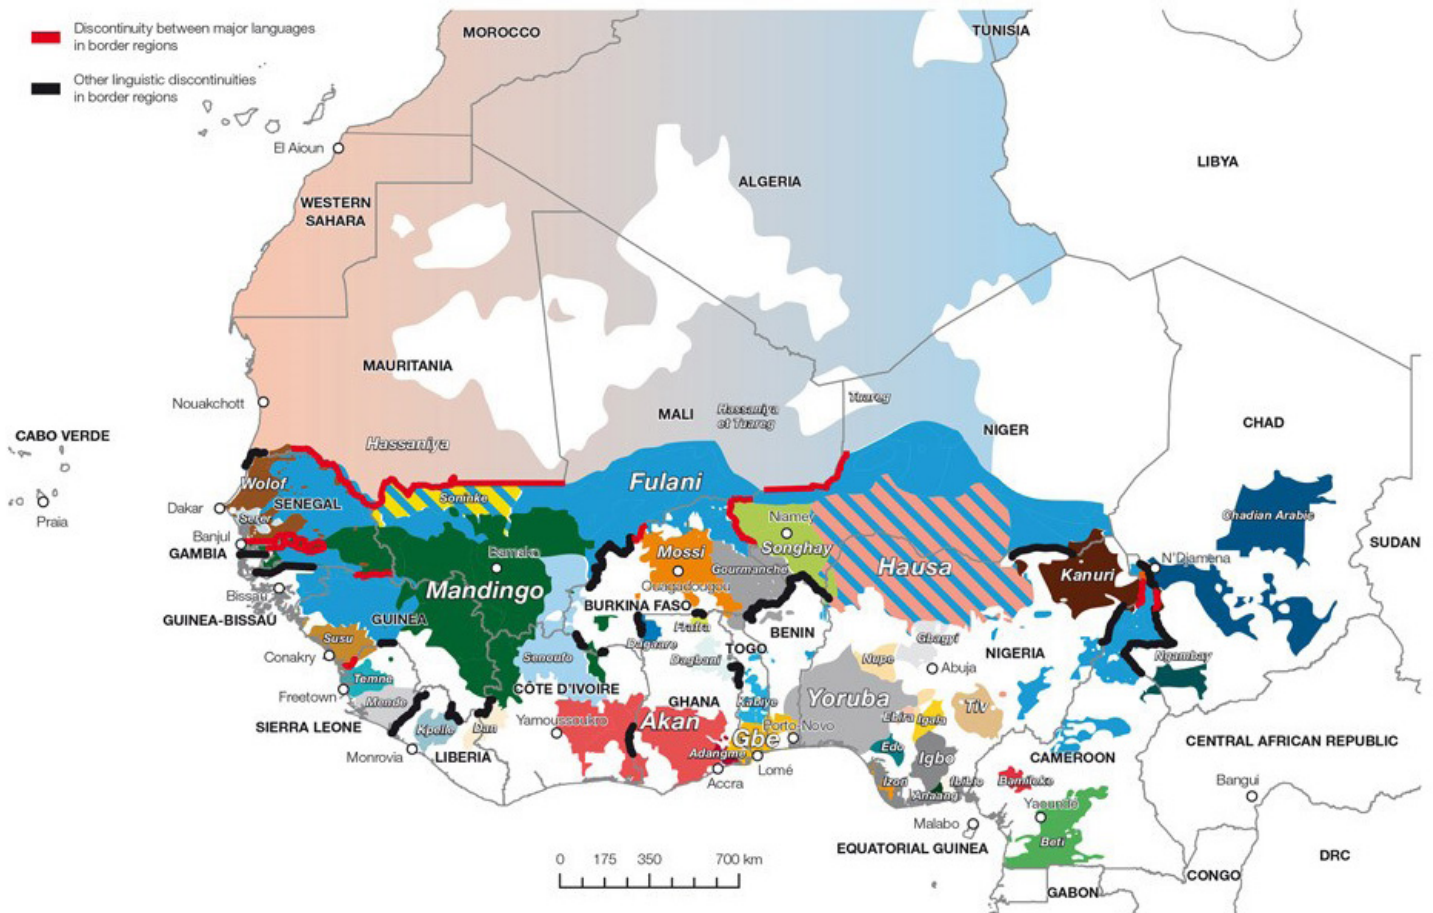 Discontinuity between major languages
in border regions
Other linguistic discontinuities
in border regions
MOROCCO
TUNISIA
El Aioun
WESTERN
SAHARA
ALGERIA
LIBYA
MAURITANIA
Nouakchott
MALI
Hassaniya
et Tuareg
Tuareg
NIGER
CHAD
CABO VERDE
Praia
Hassaniya
Wolof
SENEGAL
Soninke
Fulani
Dakar
Serer
Niamey
Chadian Arabic
SUDAN
Banjul
GAMBIA
Bamako
Mossi
Songhay
N'Djamena
Gourmanche
Hausa
Kanuri
Ouagadougou
Bissau
Mandingo
BURKINA FASO
GUINEA-BISSAU
GUINEA
Frafra
BENIN
Susu
Dagaare
TOGO
Gbagyi
NIGERIA
Conakry
Senoufo
Dagbani
Nupe
Abuja
Ngambay
Temne
CÔTE D'IVOIRE
Freetown
Mende
GHANA
Kabiye
Yoruba
Tiv
SIERRA LEONE
Kpelle
Dan
Yamoussoukro
Akan
Porto-Novo
Ebira
Igala
Gbe
Edo
Monrovia
LIBERIA
Adangme
Igbo
CAMEROON
CENTRAL AFRICAN REPUBLIC
Lomé
Accra
Izon
Ibibio
Anaang
Bamileke
Bangui
Yaoundé
Malabo
Beti
EQUATORIAL GUINEA
DRC
0 175 350 700 km
CONGO
GABON